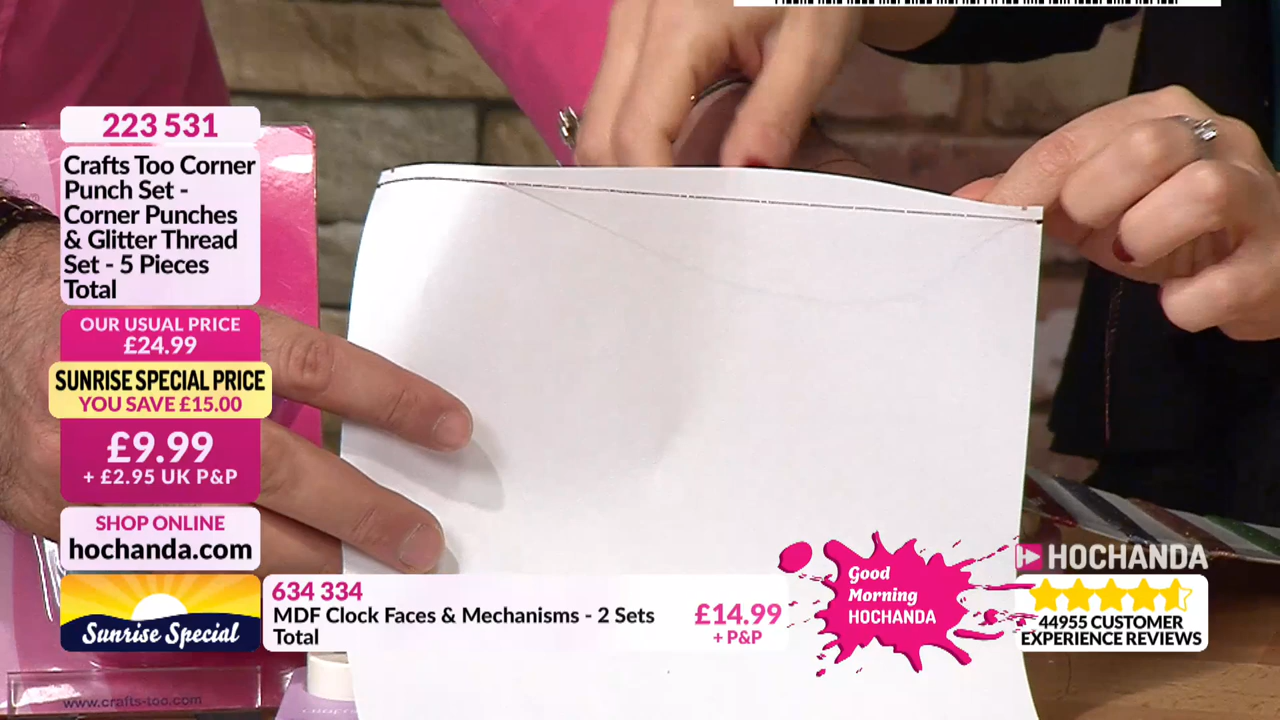 223 531
Crafts Too Corner
Punch Set -
Corner Punches
& Glitter Thread
Set - 5 Pieces
Total
OUR USUAL PRICE
£24.99
SUNRISE SPECIAL PRICE
YOU SAVE £15.00
£9.99
+ £2.95 UK P&P
SHOP ONLINE
hochanda.com
Sunrise Special
634 334
MDF Clock Faces & Mechanisms - 2 Sets
Total
£14.99
+ P&P
Good
Morning
HOCHANDA
HOCHANDA
44955 CUSTOMER
EXPERIENCE REVIEWS
www.crafts-too.com